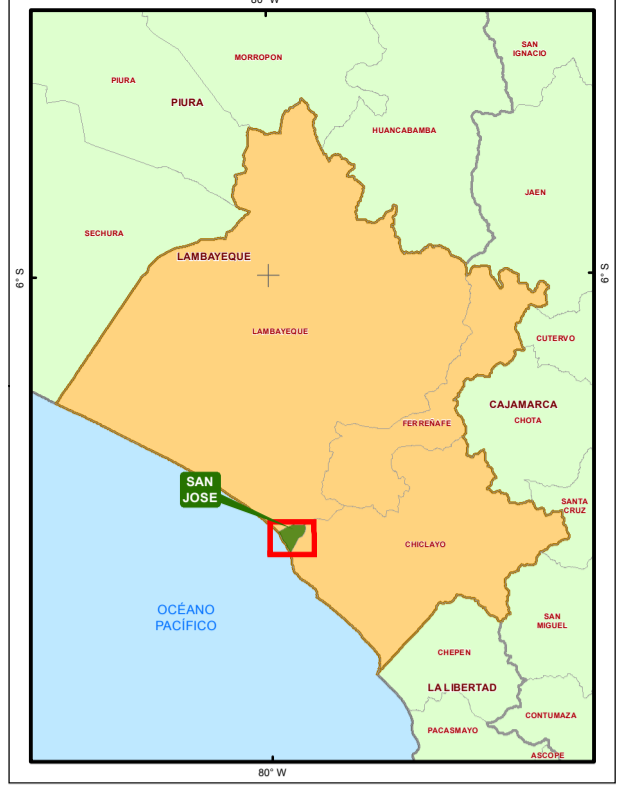 80° W
SAN
IGNACIO
MORROPON
PIURA
PIURA
HUANCABAMBA
JAEN
SECHURA
LAMBAYEQUE
6° S
6° S
LAMBAYEQUE
CUTERVO
CAJAMARCA
CHOTA
FERREÑAFE
SAN
JOSE
SANTA
CRUZ
CHICLAYO
OCÉANO
PACÍFICO
SAN
MIGUEL
CHEPEN
LA LIBERTAD
CONTUMAZA
PACASMAYO
ASCOPE
80° W